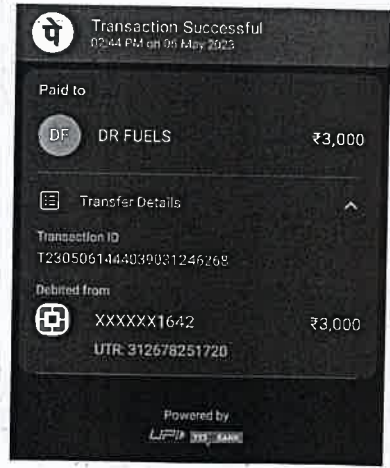 पे
Transaction Successful
02:44 PM on 06 May 2023
Paid to
DF DR FUELS ₹3,000
Transfer Details
Transaction ID
T2305061444039031246268
Debited from
XXXXXX1642 ₹3,000
UTR: 312678251720
Powered by
UPI YES BANK